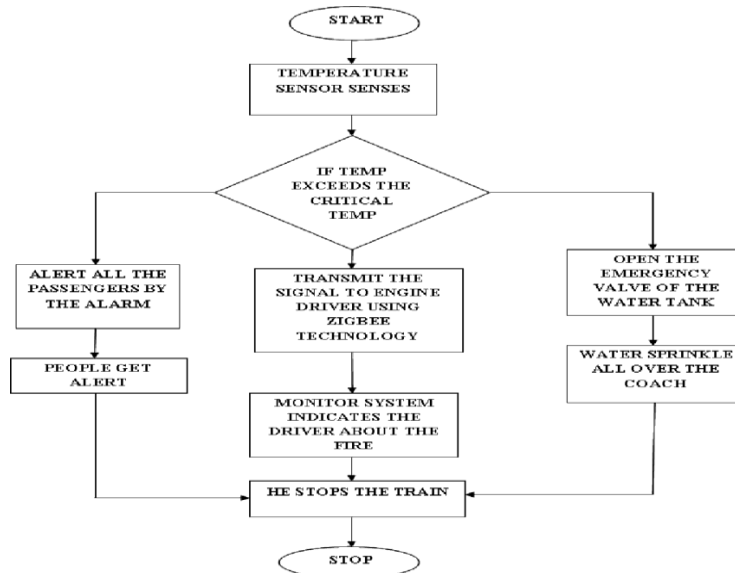 START
TEMPERATURE
SENSOR SENSES
IF TEMP
EXCEEDS THE
CRITICAL
TEMP
ALERT ALL THE
PASSENGERS BY
THE ALARM
PEOPLE GET
ALERT
TRANSMIT THE
SIGNAL TO ENGINE
DRIVER USING
ZIGBEE
TECHNOLOGY
MONITOR SYSTEM
INDICATES THE
DRIVER ABOUT THE
FIRE
OPEN THE
EMERGENCY
VALVE OF THE
WATER TANK
WATER SPRINKLE
ALL OVER THE
COACH
HE STOPS THE TRAIN
STOP